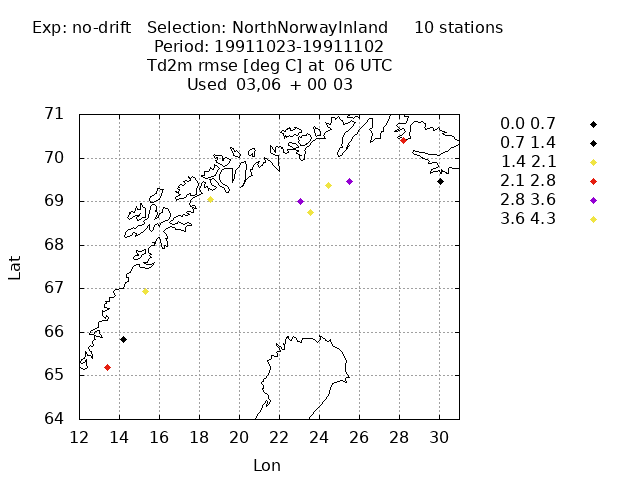 Exp: no-drift Selection: NorthNorwayInland 10 stations
Period: 19911023-19911102
Td2m rmse [deg C] at 06 UTC
Used 03,06 + 00 03
71
70
69
68
67
66
65
64
12 14 16 18 20 22 24 26 28 30
Lat
Lon
0.0 0.7
0.7 1.4
1.4 2.1
2.1 2.8
2.8 3.6
3.6 4.3